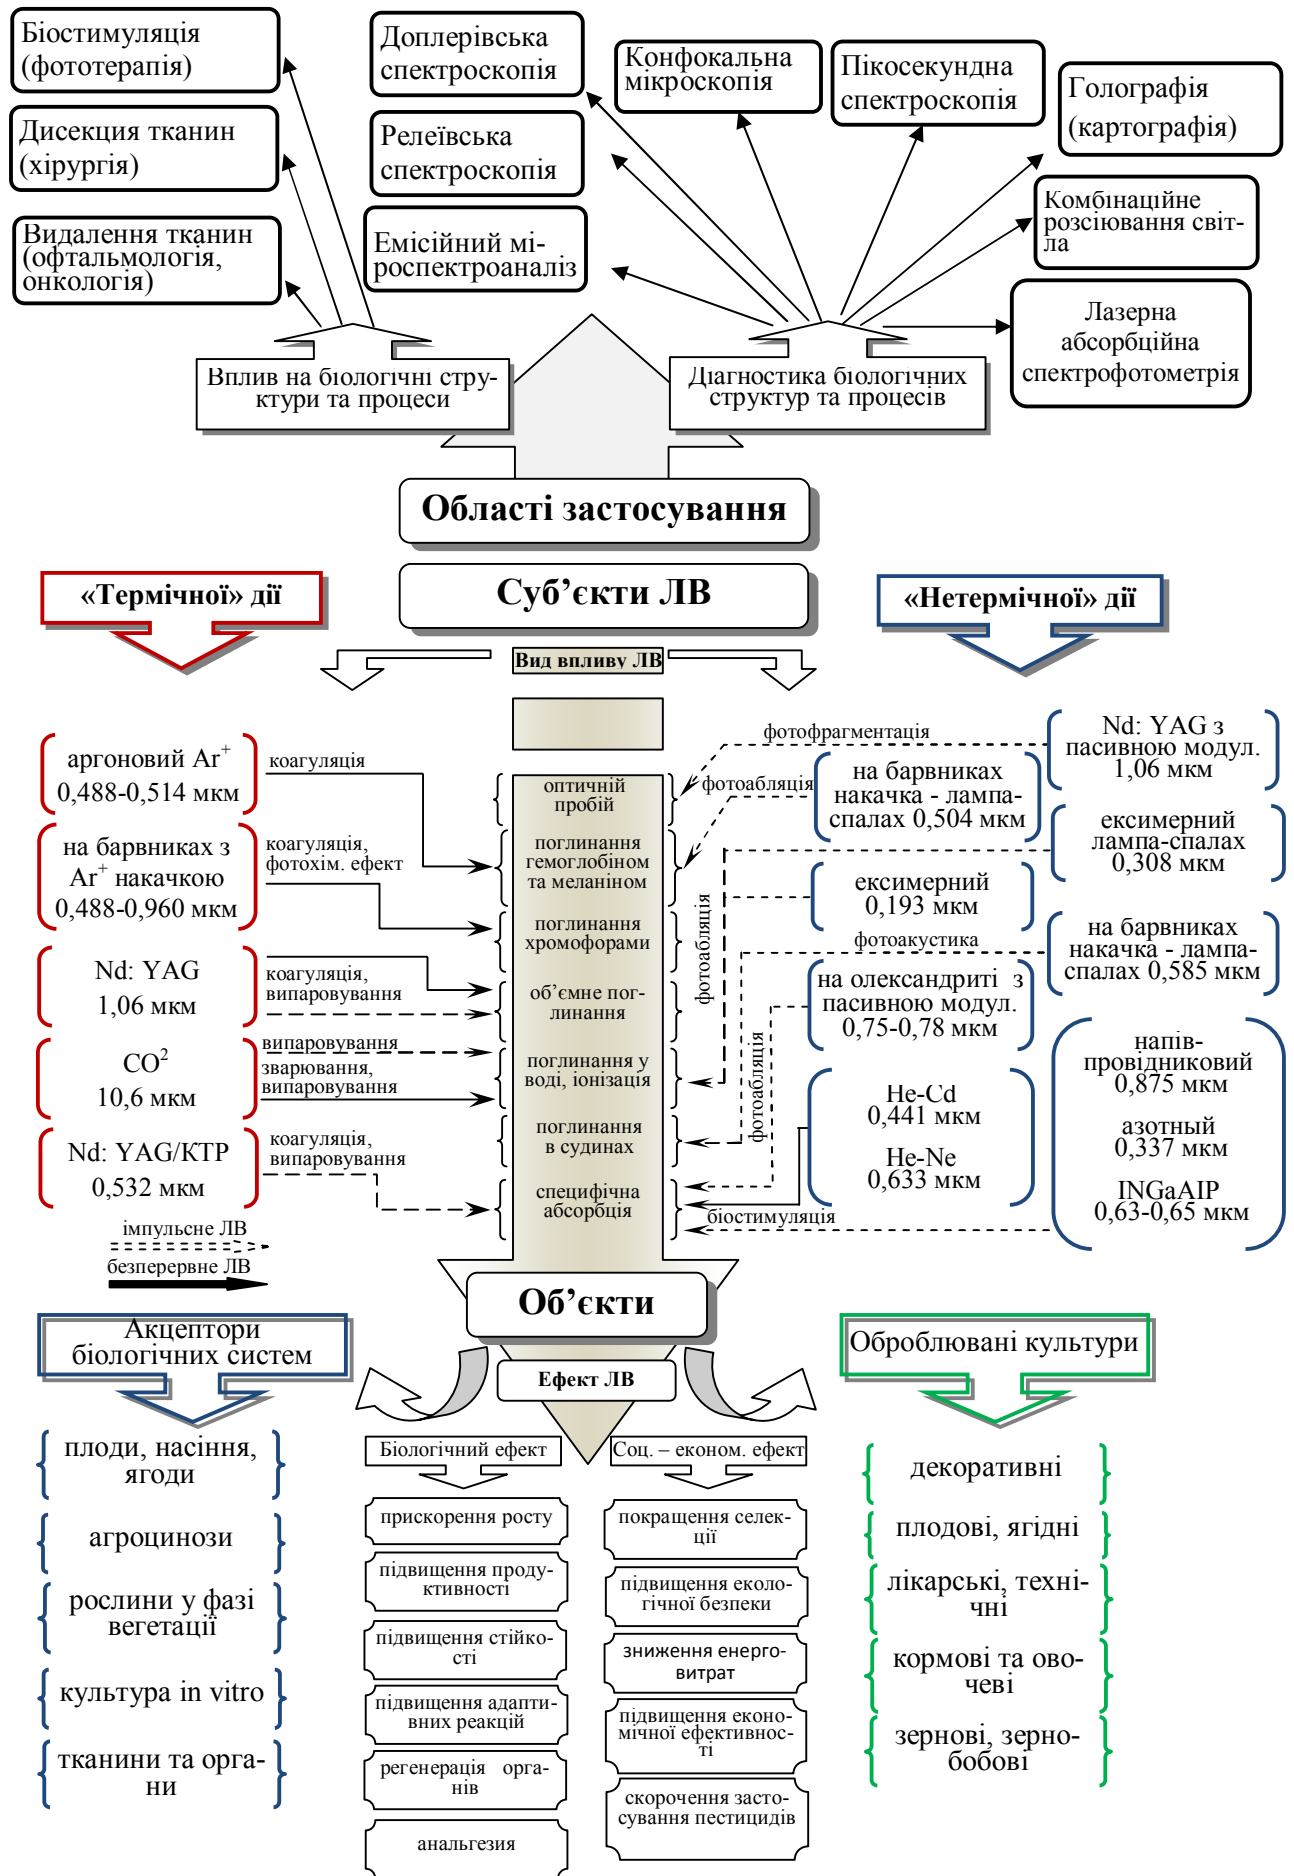 Біостимуляція
(фототерапія)
Дисекция тканин
(хірургія)
Видалення тканин
(офтальмологія,
онкологія)
Доплерівська
спектроскопія
Релеївська
спектроскопія
Емісійний мі-
роспектроаналіз
Конфокальна
мікроскопія
Пікосекундна
спектроскопія
Голографія
(картографія)
Комбінаційне
розсіювання світ-
ла
Лазерна
абсорбційна
спектрофотометрія
Вплив на біологічні стру-
ктури та процеси
Діагностика біологічних
структур та процесів
Області застосування
Суб’єкти ЛВ
«Термічної» дії
«Нетермічної» дії
Вид впливу ЛВ
аргоновий Ar+
0,488-0,514 мкм
коагуляція
на барвниках з
Ar+ накачкою
0,488-0,960 мкм
коагуляція,
фотохім. ефект
Nd: YAG
1,06 мкм
коагуляція,
випаровування
CO2
10,6 мкм
випаровування
зварювання,
випаровування
Nd: YAG/КТР
0,532 мкм
коагуляція,
випаровування
імпульсне ЛВ
безперервне ЛВ
оптичній
пробій
поглинання
гемоглобіном
та меланіном
поглинання
хромофорами
об’ємне пог-
линання
поглинання у
воді, іонізація
поглинання
в судинах
специфічна
абсорбція
фотофрагментація
фотоабляція
фотоабляція
фотоакустика
фотоабляція
біостимуляція
Nd: YAG з
пасивною модул.
1,06 мкм
на барвниках
накачка - лампа-
спалах 0,504 мкм
ексимерний
лампа-спалах
0,308 мкм
ексимерний
0,193 мкм
на барвниках
накачка - лампа-
спалах 0,585 мкм
на олександриті з
пасивною модул.
0,75-0,78 мкм
He-Cd
0,441 мкм
He-Ne
0,633 мкм
напів-
провідниковий
0,875 мкм
азотный
0,337 мкм
INGaAIP
0,63-0,65 мкм
Об’єкти
Ефект ЛВ
Акцептори
біологічних систем
плоди, насіння,
ягоди
агроцинози
рослини у фазі
вегетації
культура in vitro
тканини та орга-
ни
Біологічний ефект
прискорення росту
підвищення проду-
ктивності
підвищення стійко-
сті
підвищення адапти-
вних реакцій
регенерація орга-
нів
анальгезия
Соц. – економ. ефект
покращення селек-
ції
підвищення еколо-
гічної безпеки
зниження енерго-
витрат
підвищення еконо-
мічної ефективнос-
ті
скорочення засто-
сування пестицидів
Оброблювані культури
декоративні
плодові, ягідні
лікарські, техні-
чні
кормові та ово-
чеві
зернові, зерно-
бобові